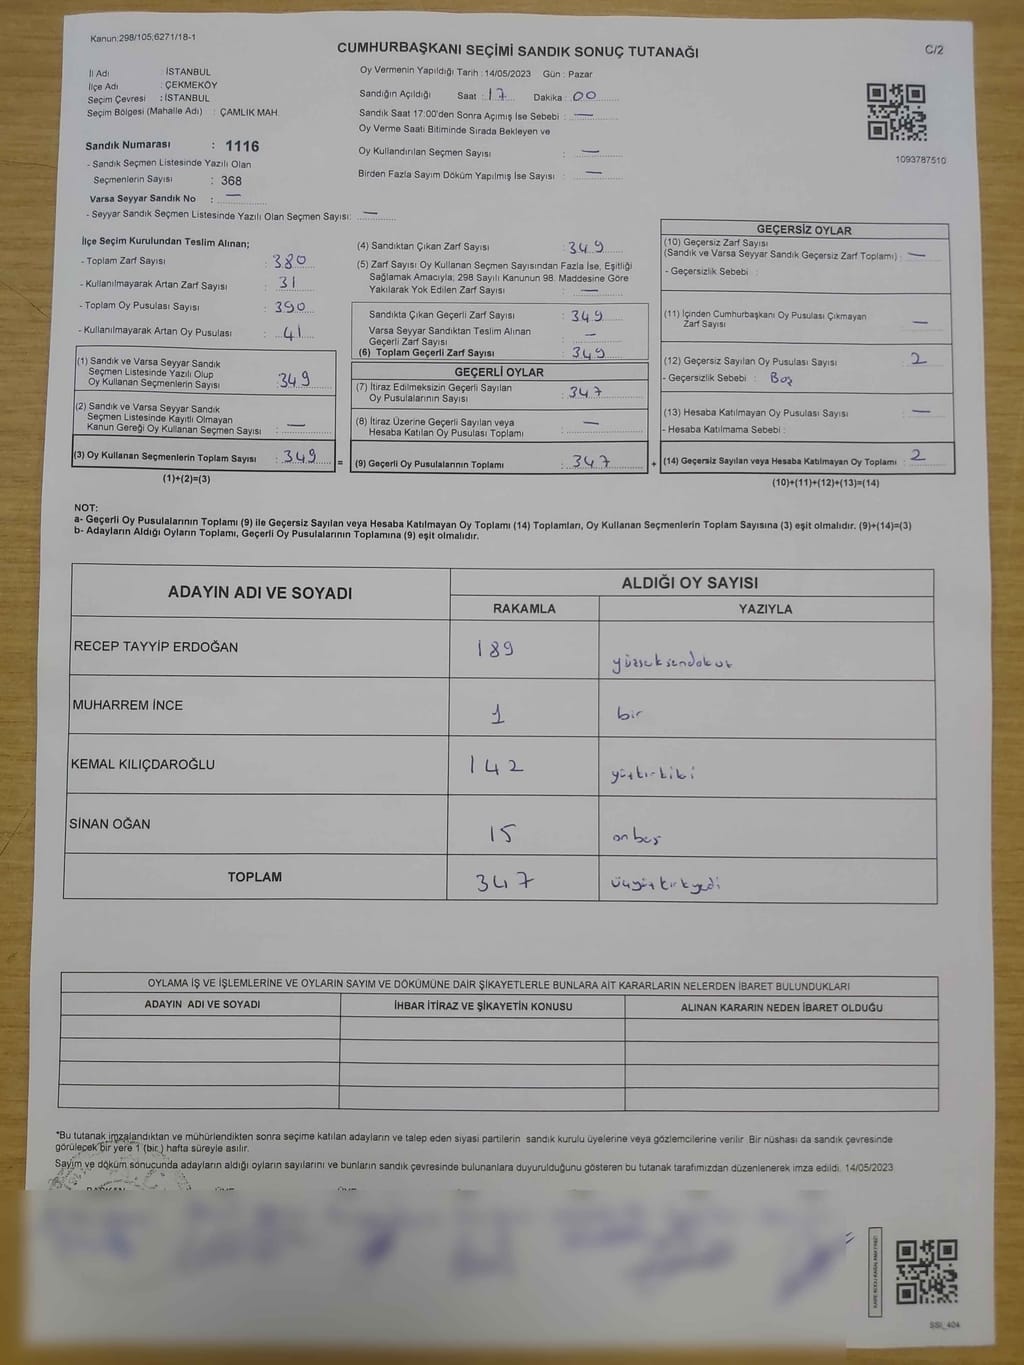 Kanun:298/105;6271/18-1
CUMHURBAŞKANI SEÇİMİ SANDIK SONUÇ TUTANAĞI
C/2
İl Adı : İSTANBUL
İlçe Adı : ÇEKMEKÖY
Seçim Çevresi : İSTANBUL
Seçim Bölgesi (Mahalle Adı) : ÇAMLIK MAH.
Sandık Numarası : 1116
- Sandık Seçmen Listesinde Yazılı Olan
Seçmenlerin Sayısı : 368
Varsa Seyyar Sandık No : —
- Seyyar Sandık Seçmen Listesinde Yazılı Olan Seçmen Sayısı: —
Oy Vermenin Yapıldığı Tarih : 14/05/2023 Gün : Pazar
Sandığın Açıldığı Saat : 17 Dakika : 00
Sandık Saat 17:00'den Sonra Açımış İse Sebebi : —
Oy Verme Saati Bitiminde Sırada Bekleyen ve
Oy Kullandırılan Seçmen Sayısı : —
Birden Fazla Sayım Döküm Yapılmış İse Sayısı : —
1093787510
İlçe Seçim Kurulundan Teslim Alınan;
- Toplam Zarf Sayısı : 380
- Kullanılmayarak Artan Zarf Sayısı : 31
- Toplam Oy Pusulası Sayısı : 390
- Kullanılmayarak Artan Oy Pusulası : 41
(1) Sandık ve Varsa Seyyar Sandık
Seçmen Listesinde Yazılı Olup
Oy Kullanan Seçmenlerin Sayısı : 349
(2) Sandık ve Varsa Seyyar Sandık
Seçmen Listesinde Kayıtlı Olmayan
Kanun Gereği Oy Kullanan Seçmen Sayısı : —
(3) Oy Kullanan Seçmenlerin Toplam Sayısı : 349 =
(1)+(2)=(3)
(4) Sandıktan Çıkan Zarf Sayısı : 349
(5) Zarf Sayısı Oy Kullanan Seçmen Sayısından Fazla İse, Eşitliği
Sağlamak Amacıyla; 298 Sayılı Kanunun 98. Maddesine Göre
Yakılarak Yok Edilen Zarf Sayısı : —
Sandıkta Çıkan Geçerli Zarf Sayısı : 349
Varsa Seyyar Sandıktan Teslim Alınan
Geçerli Zarf Sayısı : —
(6) Toplam Geçerli Zarf Sayısı : 349
GEÇERLİ OYLAR
(7) İtiraz Edilmeksizin Geçerli Sayılan
Oy Pusulalarının Sayısı : 347
(8) İtiraz Üzerine Geçerli Sayılan veya
Hesaba Katılan Oy Pusulası Toplamı : —
(9) Geçerli Oy Pusulalarının Toplamı : 347 +
GEÇERSİZ OYLAR
(10) Geçersiz Zarf Sayısı
(Sandık ve Varsa Seyyar Sandık Geçersiz Zarf Toplamı) : —
- Geçersizlik Sebebi :
(11) İçinden Cumhurbaşkanı Oy Pusulası Çıkmayan
Zarf Sayısı : —
(12) Geçersiz Sayılan Oy Pusulası Sayısı : 2
- Geçersizlik Sebebi : Boş
(13) Hesaba Katılmayan Oy Pusulası Sayısı : —
- Hesaba Katılmama Sebebi :
(14) Geçersiz Sayılan veya Hesaba Katılmayan Oy Toplamı : 2
(10)+(11)+(12)+(13)=(14)
NOT:
a- Geçerli Oy Pusulalarının Toplamı (9) ile Geçersiz Sayılan veya Hesaba Katılmayan Oy Toplamı (14) Toplamları, Oy Kullanan Seçmenlerin Toplam Sayısına (3) eşit olmalıdır. (9)+(14)=(3)
b- Adayların Aldığı Oyların Toplamı, Geçerli Oy Pusulalarının Toplamına (9) eşit olmalıdır.
ADAYIN ADI VE SOYADI
ALDIĞI OY SAYISI
RAKAMLA YAZIYLA
RECEP TAYYİP ERDOĞAN 189 yüzseksendokuz
MUHARREM İNCE 1 bir
KEMAL KILIÇDAROĞLU 142 yüzkırkiki
SİNAN OĞAN 15 onbeş
TOPLAM 347 üçyüzkırkyedi
OYLAMA İŞ VE İŞLEMLERİNE VE OYLARIN SAYIM VE DÖKÜMÜNE DAİR ŞİKAYETLERLE BUNLARA AİT KARARLARIN NELERDEN İBARET BULUNDUKLARI
ADAYIN ADI VE SOYADI İHBAR İTİRAZ VE ŞİKAYETİN KONUSU ALINAN KARARIN NEDEN İBARET OLDUĞU
*Bu tutanak imzalandıktan ve mühürlendikten sonra seçime katılan adayların ve talep eden siyasi partilerin sandık kurulu üyelerine veya gözlemcilerine verilir. Bir nüshası da sandık çevresinde
görülecek bir yere 1 (bir) hafta süreyle asılır.
Sayım ve döküm sonucunda adayların aldığı oyların sayılarını ve bunların sandık çevresinde bulunanlara duyurulduğunu gösteren bu tutanak tarafımızdan düzenlenerek imza edildi. 14/05/2023
SSI_404